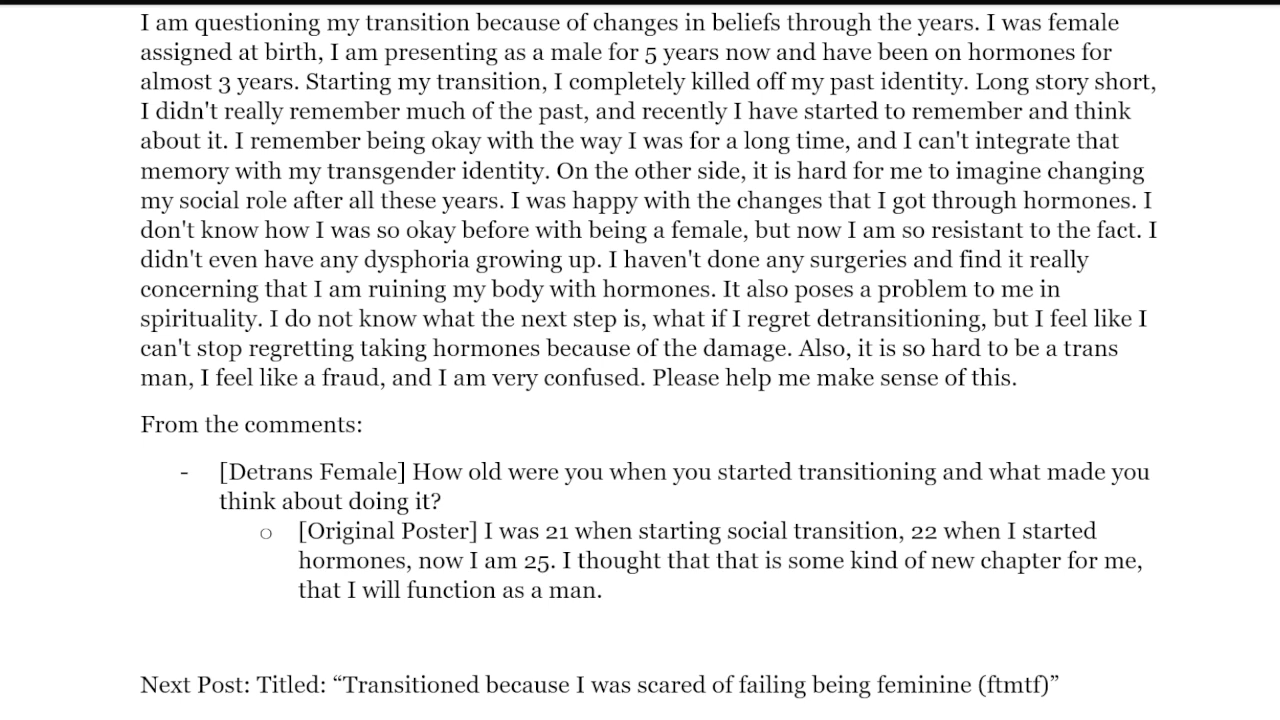 I am questioning my transition because of changes in beliefs through the years. I was female
assigned at birth, I am presenting as a male for 5 years now and have been on hormones for
almost 3 years. Starting my transition, I completely killed off my past identity. Long story short,
I didn't really remember much of the past, and recently I have started to remember and think
about it. I remember being okay with the way I was for a long time, and I can't integrate that
memory with my transgender identity. On the other side, it is hard for me to imagine changing
my social role after all these years. I was happy with the changes that I got through hormones. I
don't know how I was so okay before with being a female, but now I am so resistant to the fact. I
didn't even have any dysphoria growing up. I haven't done any surgeries and find it really
concerning that I am ruining my body with hormones. It also poses a problem to me in
spirituality. I do not know what the next step is, what if I regret detransitioning, but I feel like I
can't stop regretting taking hormones because of the damage. Also, it is so hard to be a trans
man, I feel like a fraud, and I am very confused. Please help me make sense of this.
From the comments:
- [Detrans Female] How old were you when you started transitioning and what made you
think about doing it?
○ [Original Poster] I was 21 when starting social transition, 22 when I started
hormones, now I am 25. I thought that that is some kind of new chapter for me,
that I will function as a man.
Next Post: Titled: “Transitioned because I was scared of failing being feminine (ftmtf)”